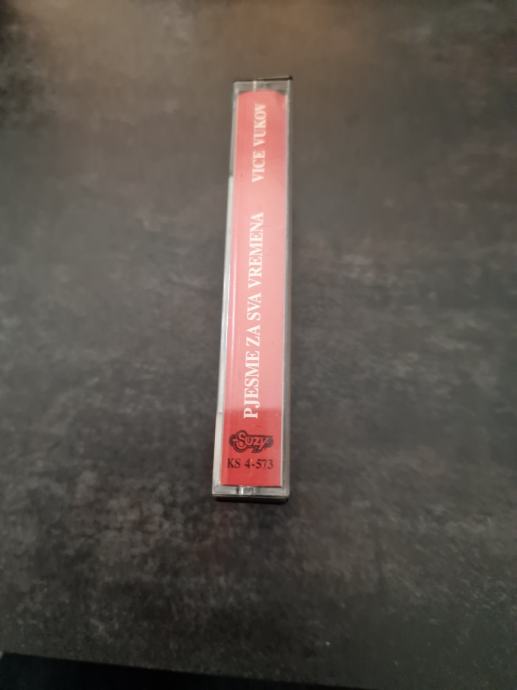 PJESME ZA SVA VREMENA VICE VUKOV
Suzy
KS 4-573